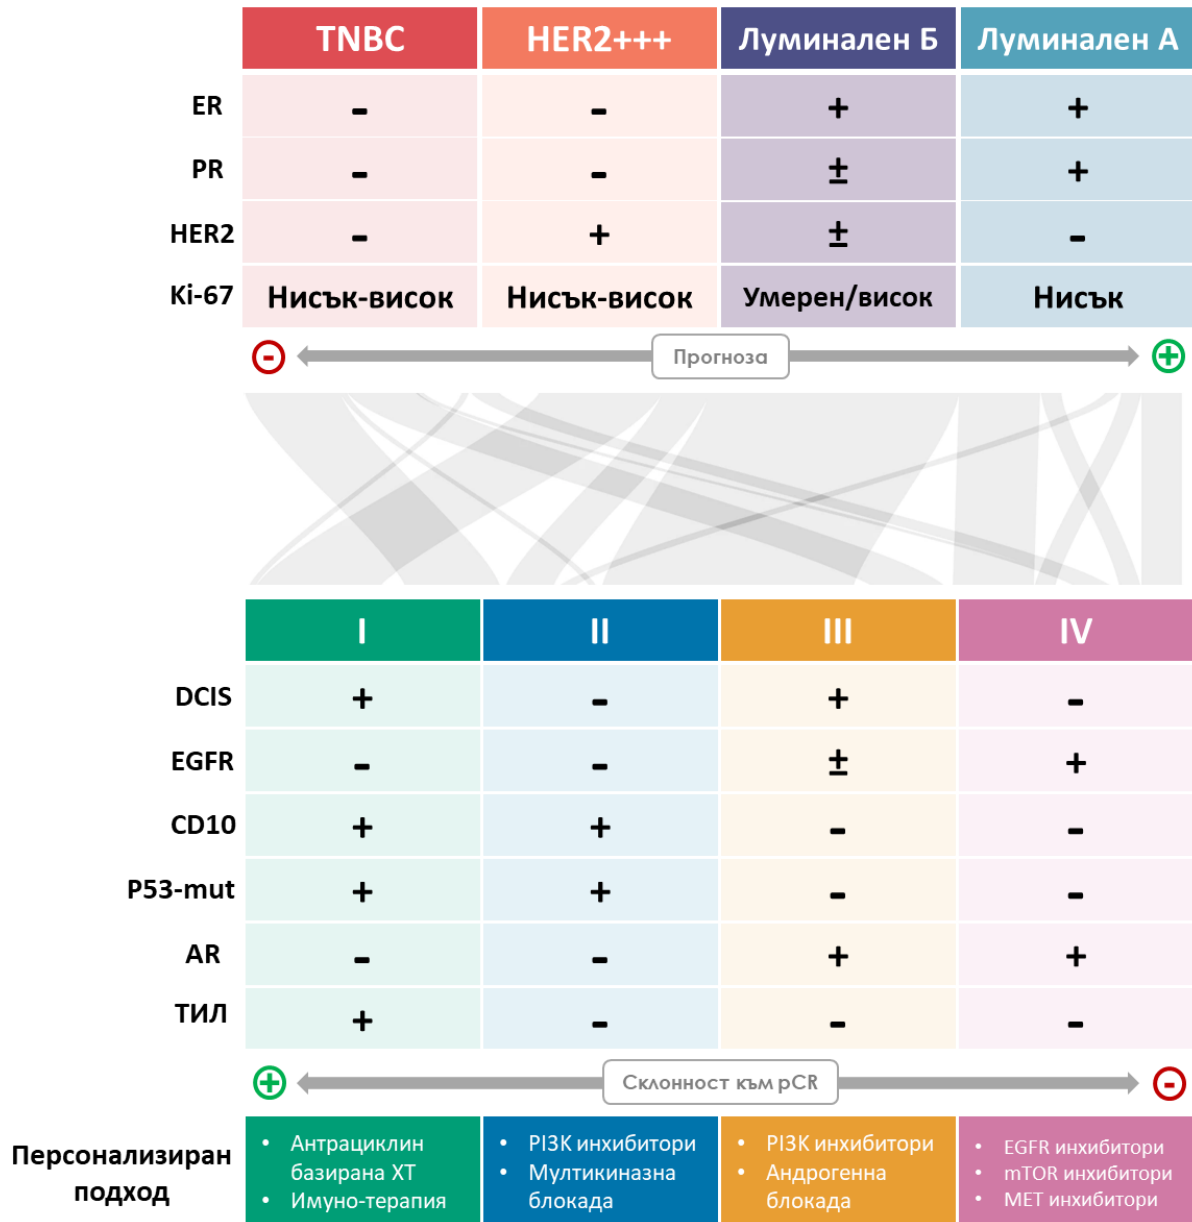 TNBC HER2+++ Луминален Б Луминален А
ER - - + +
PR - - ± +
HER2 - + ± -
Ki-67 Нисък-висок Нисък-висок Умерен/висок Нисък
- Прогноза +
I II III IV
DCIS + - + -
EGFR - - ± +
CD10 + + - -
P53-mut + + - -
AR - - + +
ТИЛ + - - -
+ Склонност към pCR -
Персонализиран
подход
• Антрациклин
базирана ХТ
• Имуно-терапия
• PI3K инхибитори
• Мултикиназна
блокада
• PI3K инхибитори
• Андрогенна
блокада
• EGFR инхибитори
• mTOR инхибитори
• MET инхибитори